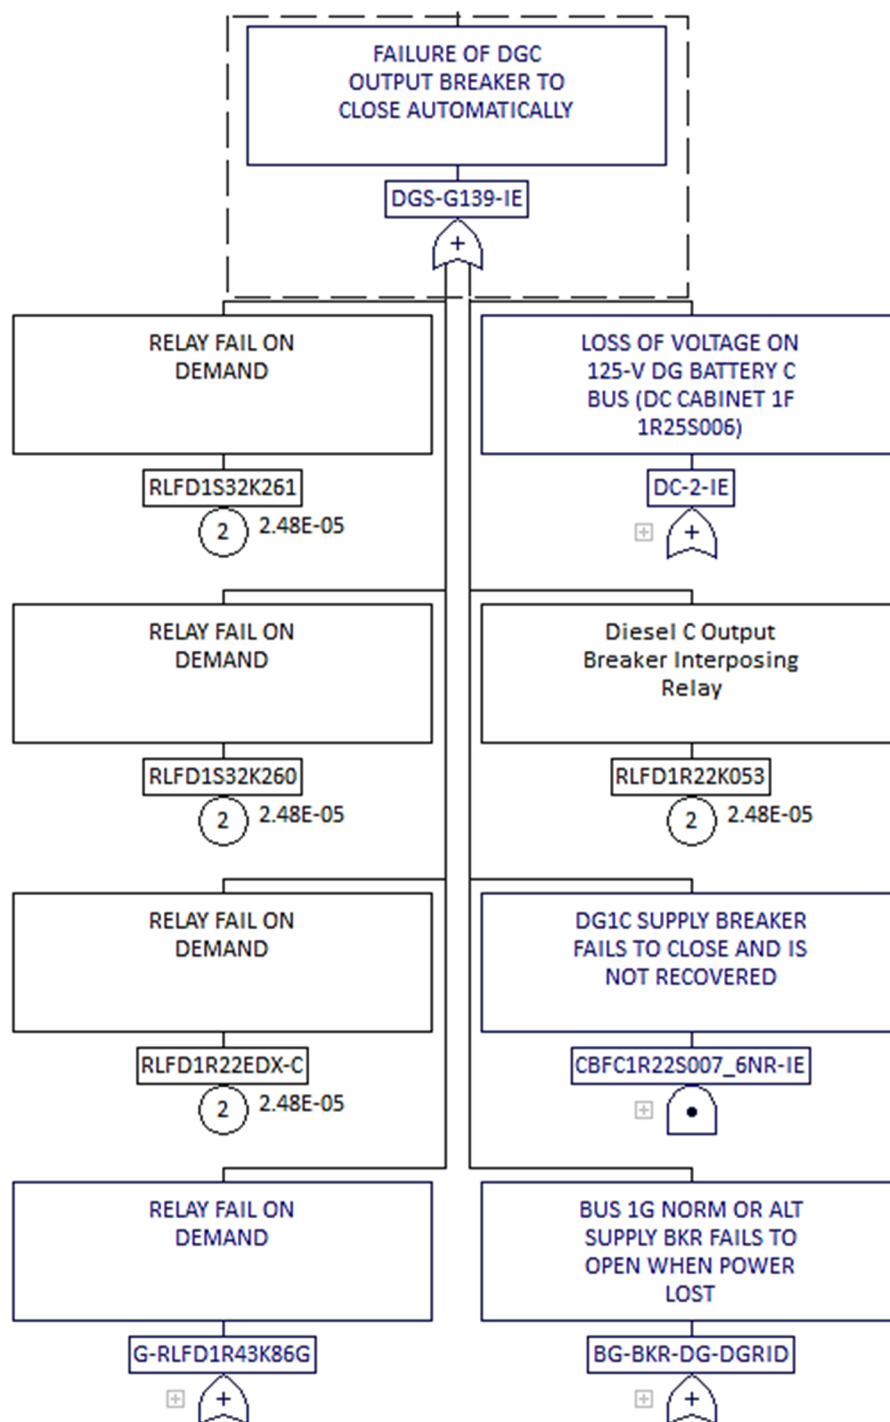 FAILURE OF DGC
OUTPUT BREAKER TO
CLOSE AUTOMATICALLY
DGS-G139-IE
+
RELAY FAIL ON
DEMAND
RLFD1S32K261
2
2.48E-05
LOSS OF VOLTAGE ON
125-V DG BATTERY C
BUS (DC CABINET 1F
1R25S006)
DC-2-IE
+
RELAY FAIL ON
DEMAND
RLFD1S32K260
2
2.48E-05
Diesel C Output
Breaker Interposing
Relay
RLFD1R22K053
2
2.48E-05
RELAY FAIL ON
DEMAND
RLFD1R22EDX-C
2
2.48E-05
DG1C SUPPLY BREAKER
FAILS TO CLOSE AND IS
NOT RECOVERED
CBFC1R22S007_6NR-IE
RELAY FAIL ON
DEMAND
G-RLFD1R43K86G
+
BUS 1G NORM OR ALT
SUPPLY BKR FAILS TO
OPEN WHEN POWER
LOST
BG-BKR-DG-DGRID
+